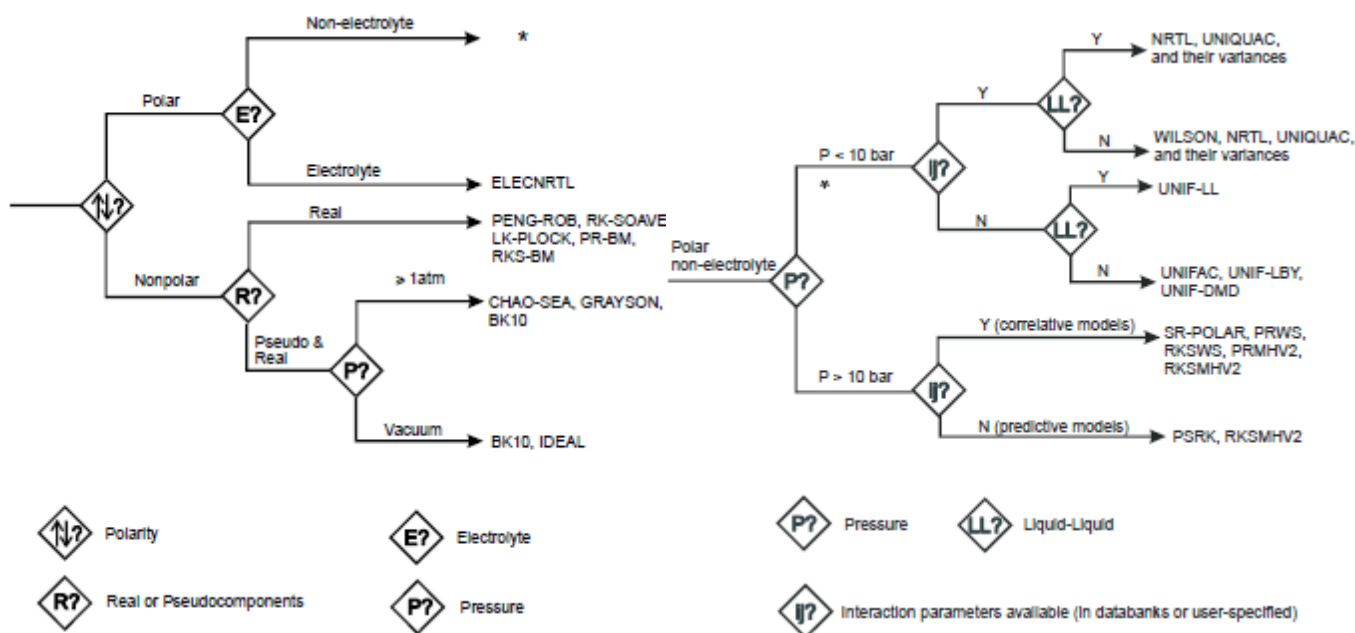 Non-electrolyte
*
Polar
E?
Electrolyte
ELECNRTL
?
Real
PENG-ROB, RK-SOAVE
LK-PLOCK, PR-BM,
RKS-BM
Nonpolar
R?
⩾ 1atm
CHAO-SEA, GRAYSON,
BK10
Pseudo &
Real
P?
Vacuum
BK10, IDEAL
?
Polarity
E?
Electrolyte
R?
Real or Pseudocomponents
P?
Pressure
Y
NRTL, UNIQUAC,
and their variances
LL?
Y
N
WILSON, NRTL, UNIQUAC,
and their variances
P < 10 bar
*
ij?
Y
UNIF-LL
N
LL?
N
UNIFAC, UNIF-LBY,
UNIF-DMD
Polar
non-electrolyte
P?
Y (correlative models)
SR-POLAR, PRWS,
RKSWS, PRMHV2,
RKSMHV2
P > 10 bar
ij?
N (predictive models)
PSRK, RKSMHV2
P?
Pressure
LL?
Liquid-Liquid
ij?
Interaction parameters available (in databanks or user-specified)